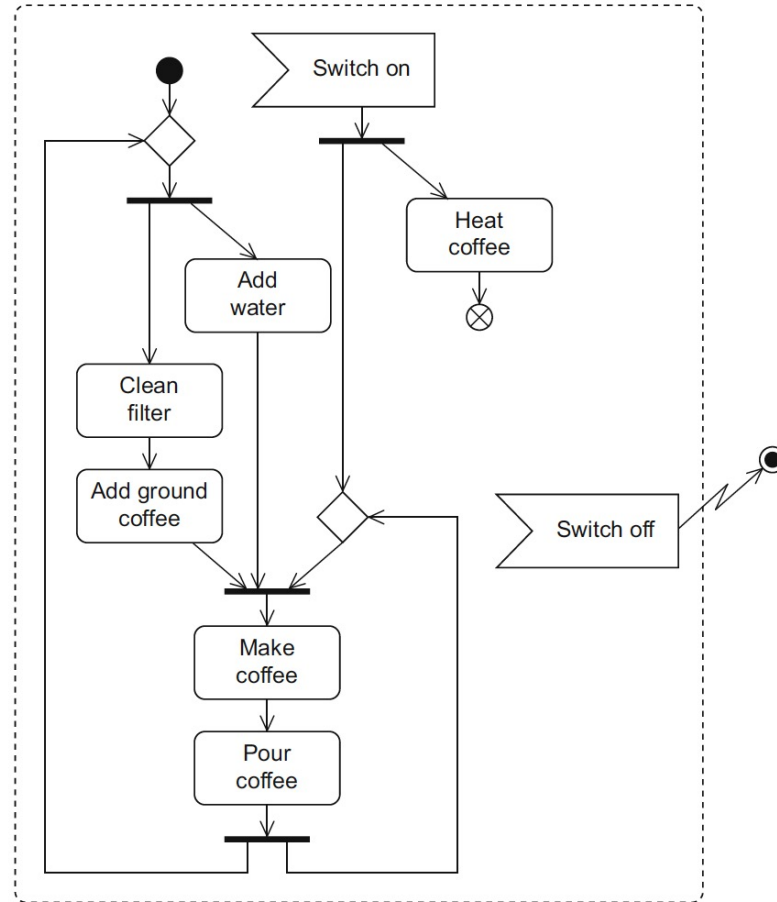 Switch on
Heat
coffee
Add
water
Clean
filter
Add ground
coffee
Switch off
Make
coffee
Pour
coffee